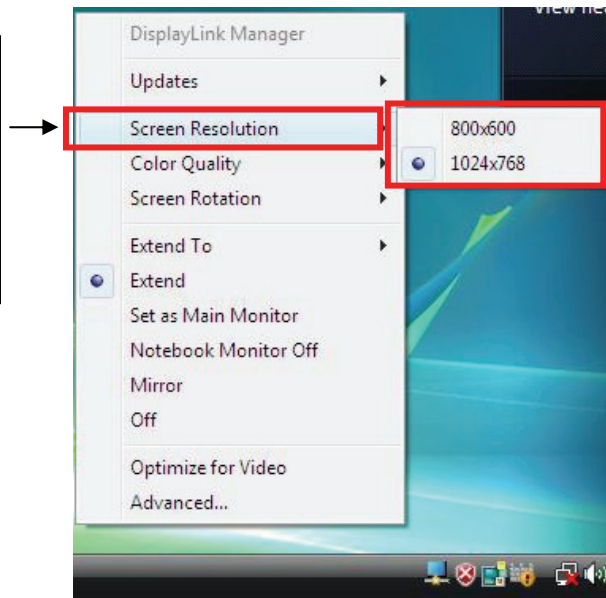 DisplayLink Manager
Updates
Screen Resolution
800x600
Color Quality
1024x768
Screen Rotation
Extend To
Extend
Set as Main Monitor
Notebook Monitor Off
Mirror
Off
Optimize for Video
Advanced...